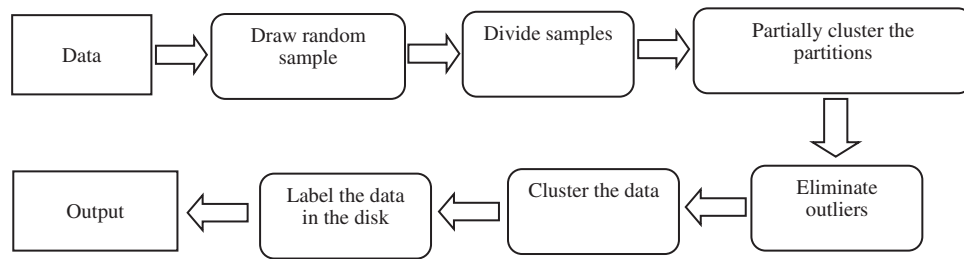 Data
Draw random
sample
Divide samples
Partially cluster the
partitions
Eliminate
outliers
Cluster the data
Label the data
in the disk
Output